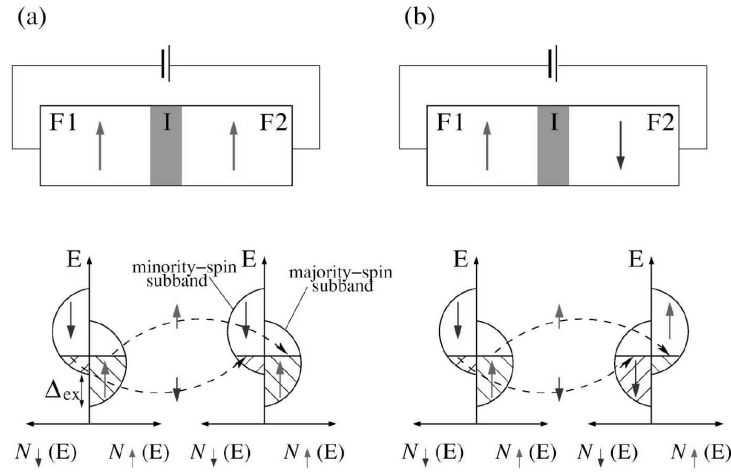 (a) (b)
F1 I F2 F1 I F2
E minority-spin subband E majority-spin subband E E
Δex
N↓(E) N↑(E) N↓(E) N↑(E) N↓(E) N↑(E) N↓(E) N↑(E)